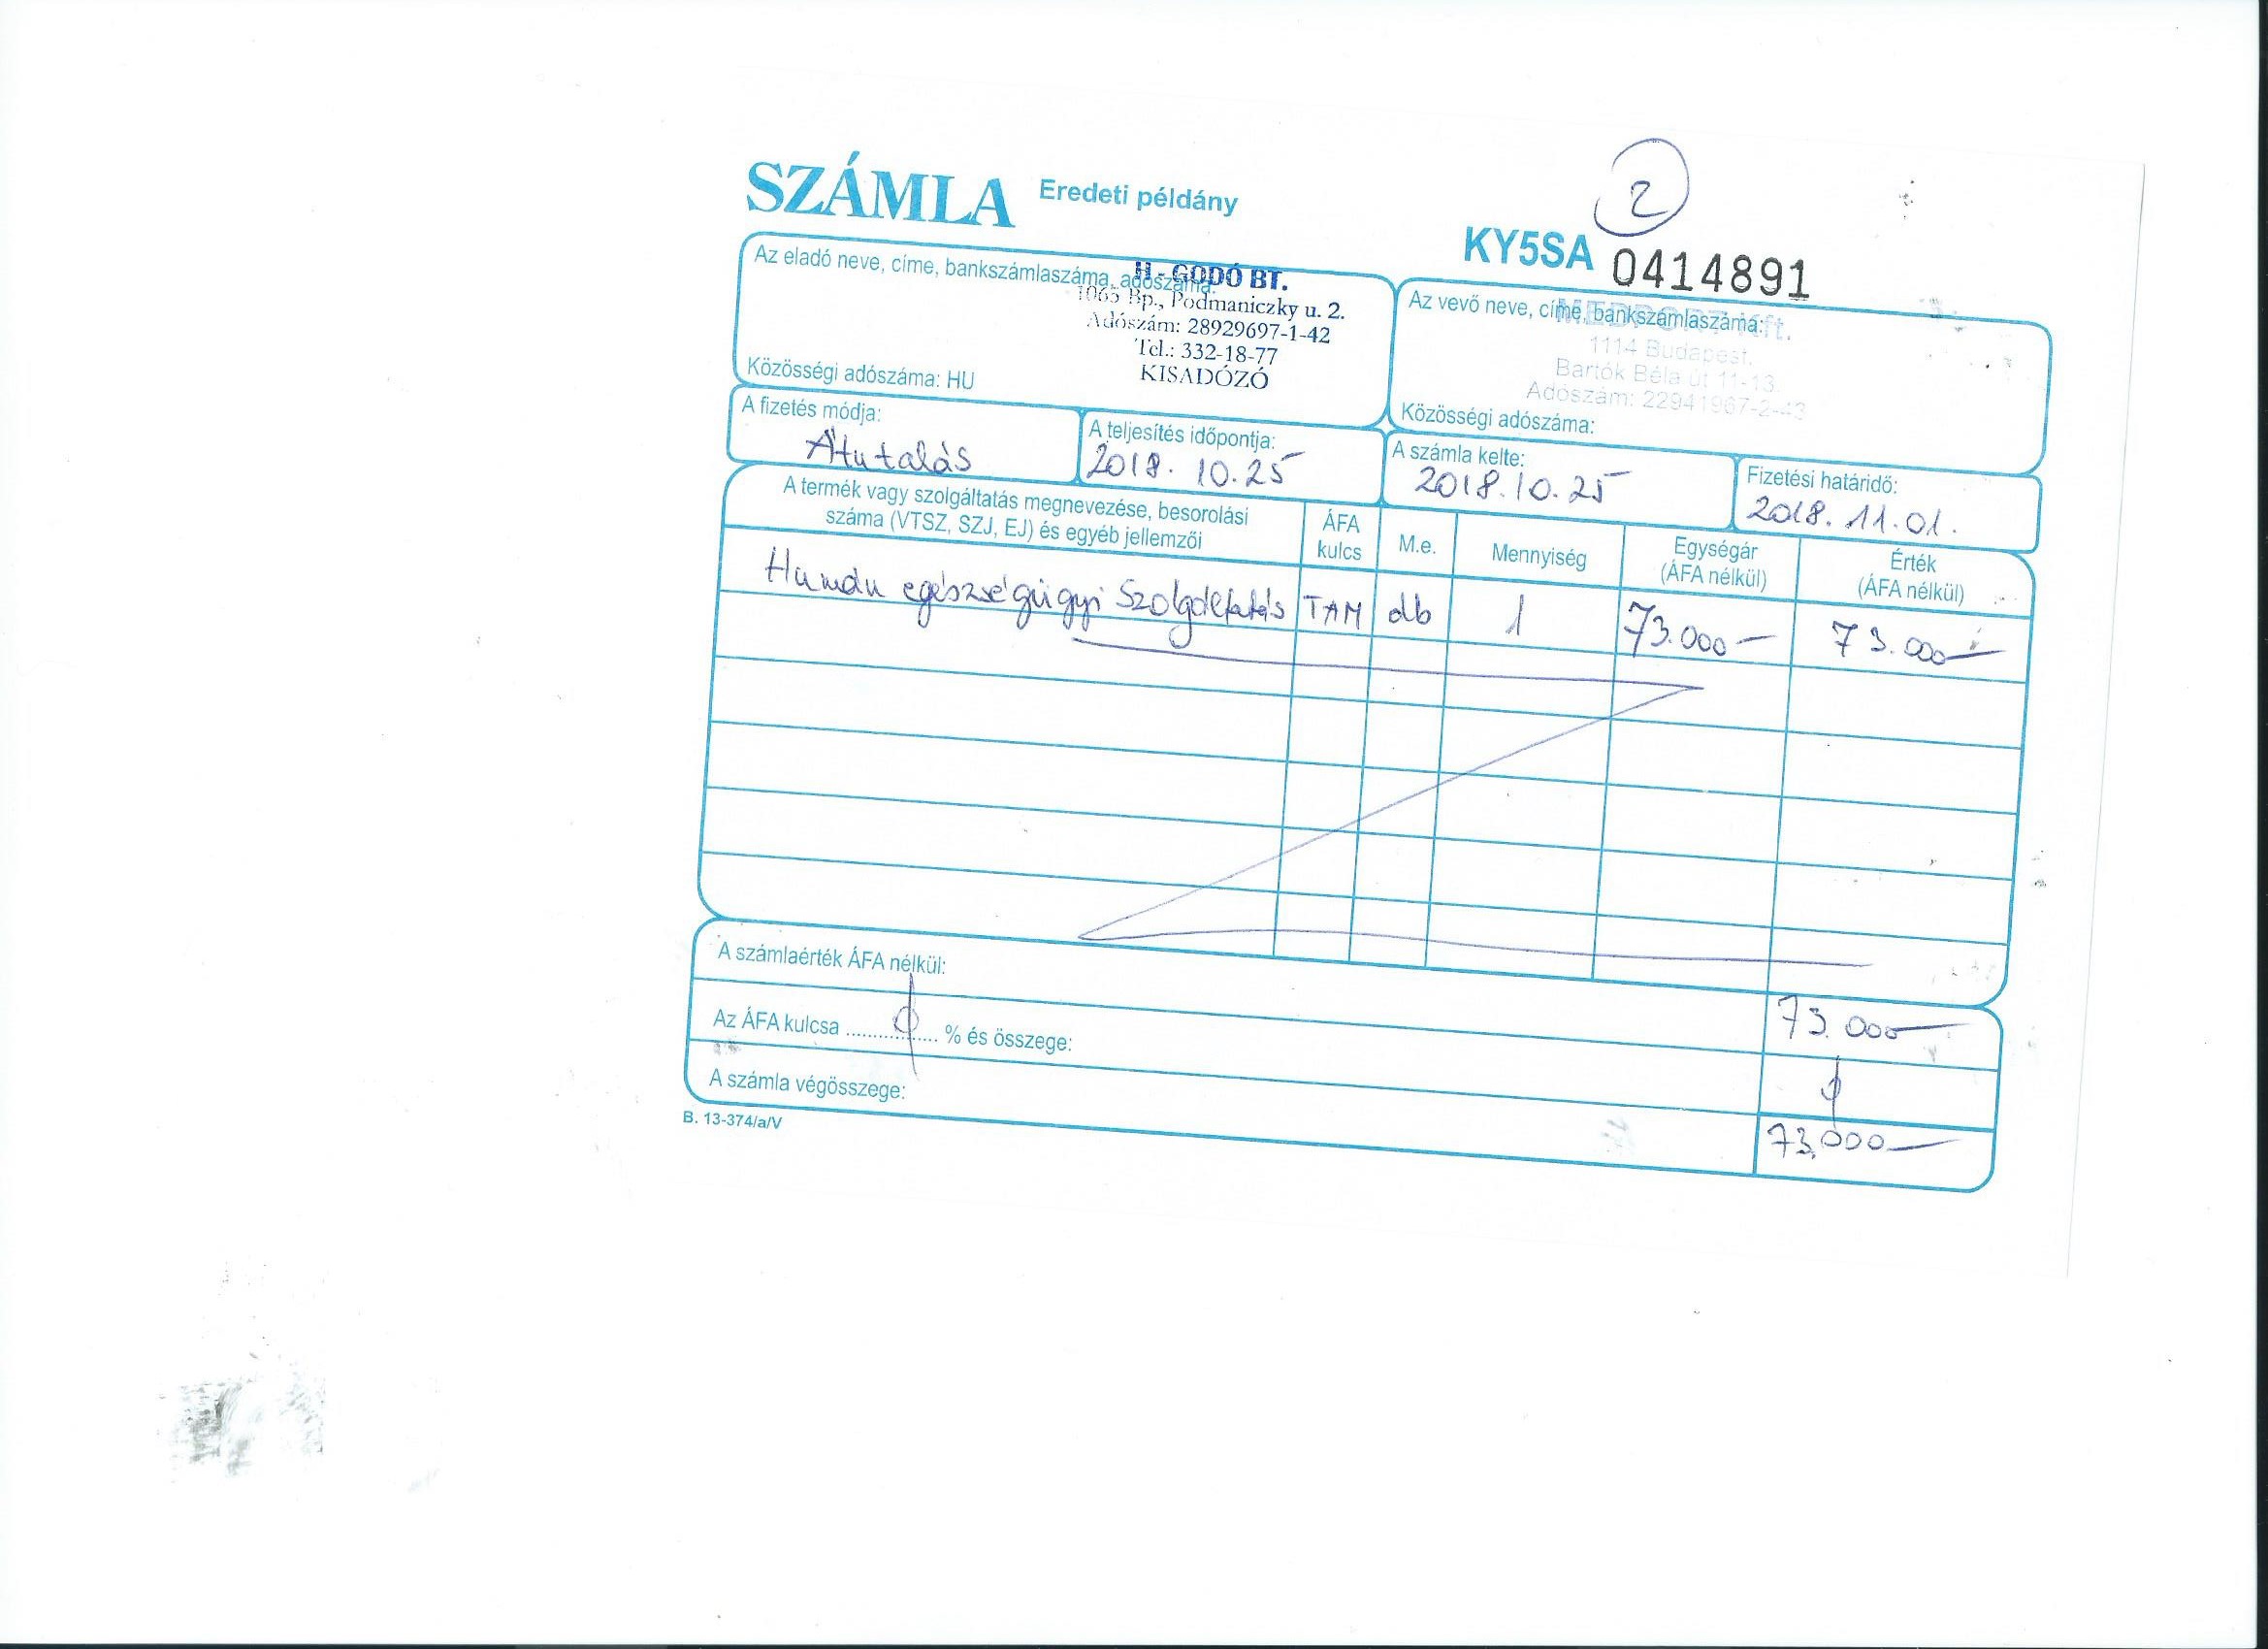 2
SZÁMLA Eredeti példány
KY5SA 0414891
Az eladó neve, címe, bankszámlaszáma, adószáma:
H - GODÓ BT.
1065 Bp., Podmaniczky u. 2.
Adószám: 28929697-1-42
Tel.: 332-18-77
KISADÓZÓ
Közösségi adószáma: HU
Az vevő neve, címe, bankszámlaszáma:
MEDPORT Kft.
1114 Budapest,
Bartók Béla út 11-13.
Adószám: 22941967-2-43
Közösségi adószáma:
A fizetés módja:
Átutalás
A teljesítés időpontja:
2018. 10.25
A számla kelte:
2018.10.25
Fizetési határidő:
2018. 11.01.
A termék vagy szolgáltatás megnevezése, besorolási
száma (VTSZ, SZJ, EJ) és egyéb jellemzői
ÁFA
kulcs
M.e.
Mennyiség
Egységár
(ÁFA nélkül)
Érték
(ÁFA nélkül)
Humán egészségügyi Szolgáltatás TAM db 1 73.000— 73.000—
A számlaérték ÁFA nélkül: 73.000—
Az ÁFA kulcsa .................. % és összege:
A számla végösszege: 73.000—
B. 13-374/a/V